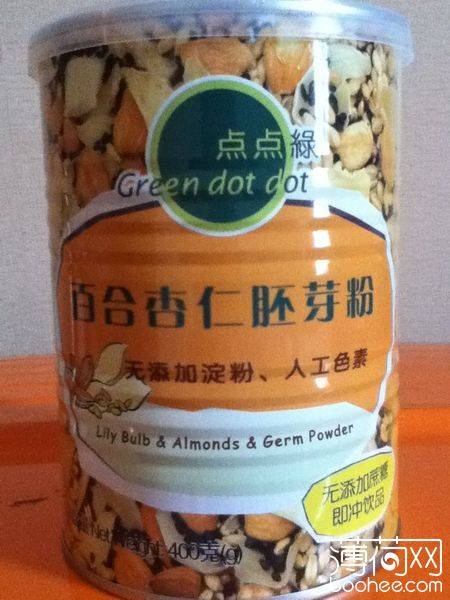 点点綠
Green dot dot
百合杏仁胚芽粉
无添加淀粉、人工色素
Lily Bulb & Almonds & Germ Powder
无添加蔗糖
即冲饮品
Net Weight: 400克(g)
薄荷网
boohee.com